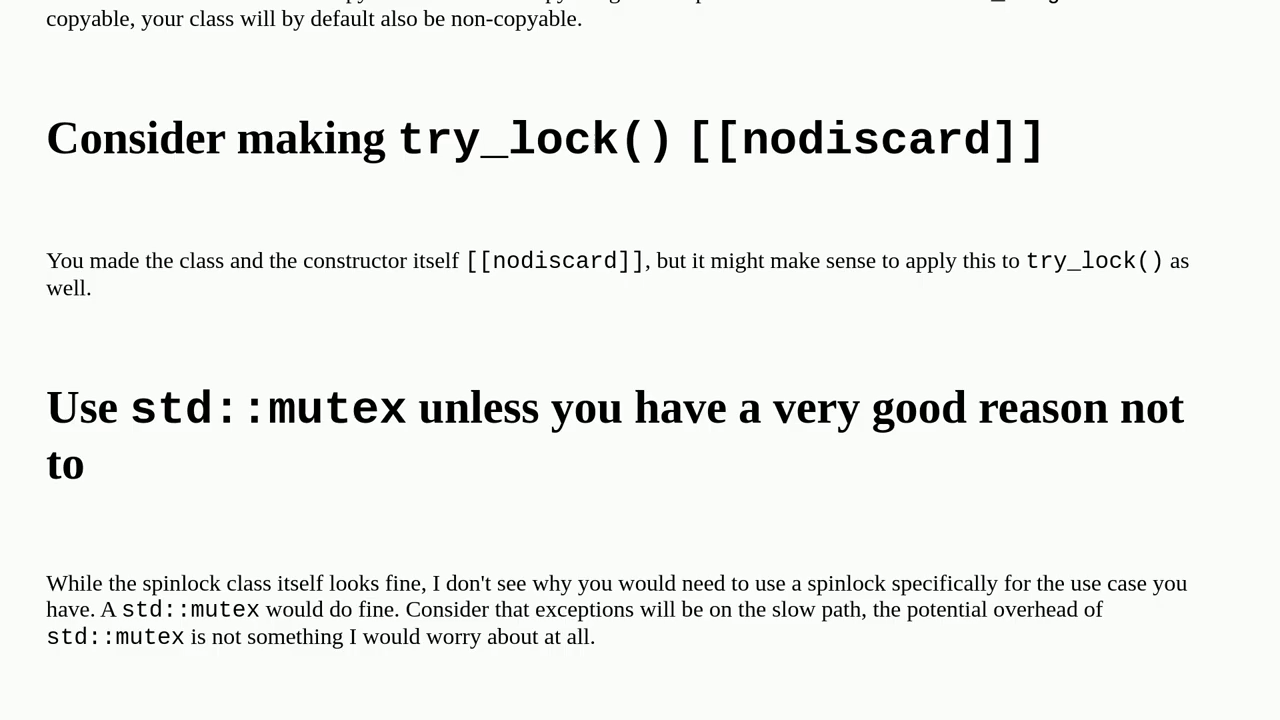 copyable, your class will by default also be non-copyable.
Consider making try_lock() [[nodiscard]]
You made the class and the constructor itself [[nodiscard]], but it might make sense to apply this to try_lock() as
well.
Use std::mutex unless you have a very good reason not
to
While the spinlock class itself looks fine, I don't see why you would need to use a spinlock specifically for the use case you
have. A std::mutex would do fine. Consider that exceptions will be on the slow path, the potential overhead of
std::mutex is not something I would worry about at all.